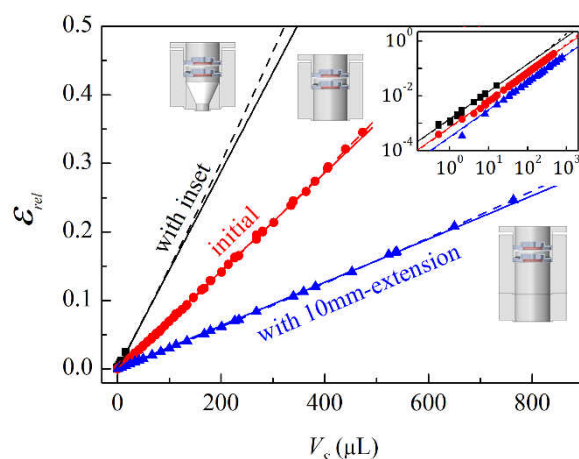 0.5
0.4
0.3
0.2
0.1
0.0
ε_rel
0 200 400 600 800
V_s (μL)
with inset
initial
with 10mm-extension
10^0
10^-2
10^-4
10^0 10^1 10^2 10^3